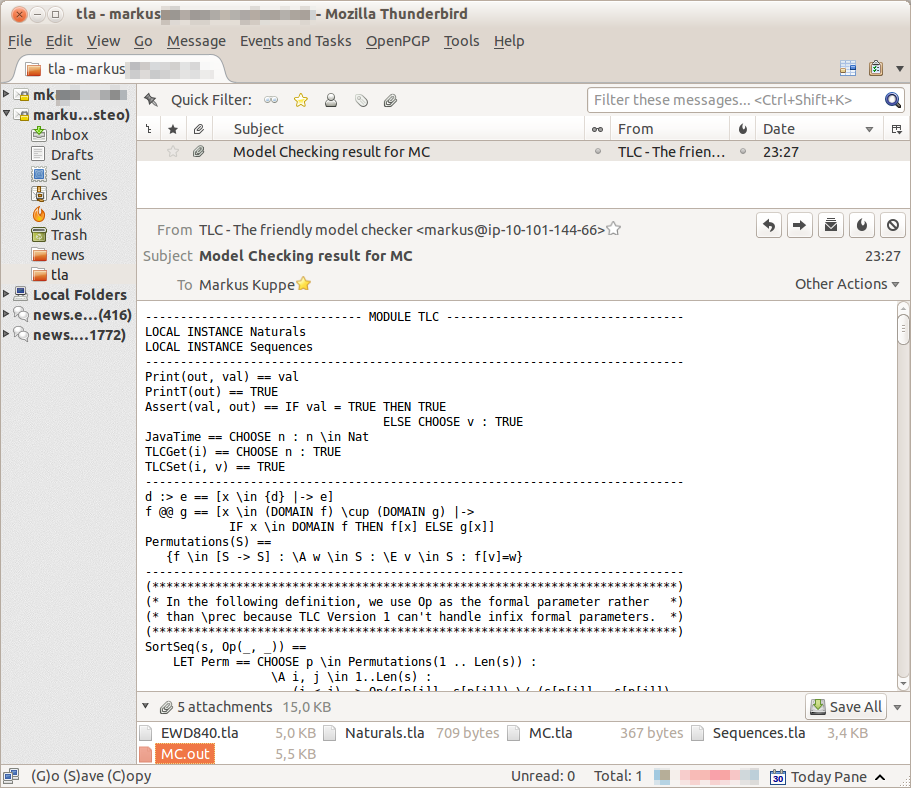 tla - markus - Mozilla Thunderbird
File Edit View Go Message Events and Tasks OpenPGP Tools Help
tla - markus
mk
marku...steo)
Inbox
Drafts
Sent
Archives
Junk
Trash
news
tla
Local Folders
news.e...(416)
news....1772)
Quick Filter:
Filter these messages... <Ctrl+Shift+K>
Subject From Date
Model Checking result for MC TLC - The frien... 23:27
From TLC - The friendly model checker <markus@ip-10-101-144-66>
Subject Model Checking result for MC 23:27
To Markus Kuppe Other Actions
------------------------------- MODULE TLC ----------------------------------
LOCAL INSTANCE Naturals
LOCAL INSTANCE Sequences
-----------------------------------------------------------------------------
Print(out, val) == val
PrintT(out) == TRUE
Assert(val, out) == IF val = TRUE THEN TRUE
ELSE CHOOSE v : TRUE
JavaTime == CHOOSE n : n \in Nat
TLCGet(i) == CHOOSE n : TRUE
TLCSet(i, v) == TRUE
-----------------------------------------------------------------------------
d :> e == [x \in {d} |-> e]
f @@ g == [x \in (DOMAIN f) \cup (DOMAIN g) |->
IF x \in DOMAIN f THEN f[x] ELSE g[x]]
Permutations(S) ==
{f \in [S -> S] : \A w \in S : \E v \in S : f[v]=w}
-----------------------------------------------------------------------------
(***************************************************************************)
(* In the following definition, we use Op as the formal parameter rather *)
(* than \prec because TLC Version 1 can't handle infix formal parameters. *)
(***************************************************************************)
SortSeq(s, Op(_, _)) ==
LET Perm == CHOOSE p \in Permutations(1 .. Len(s)) :
\A i, j \in 1..Len(s) :
5 attachments 15,0 KB Save All
EWD840.tla 5,0 KB Naturals.tla 709 bytes MC.tla 367 bytes Sequences.tla 3,4 KB
MC.out 5,5 KB
(G)o (S)ave (C)opy Unread: 0 Total: 1 30 Today Pane